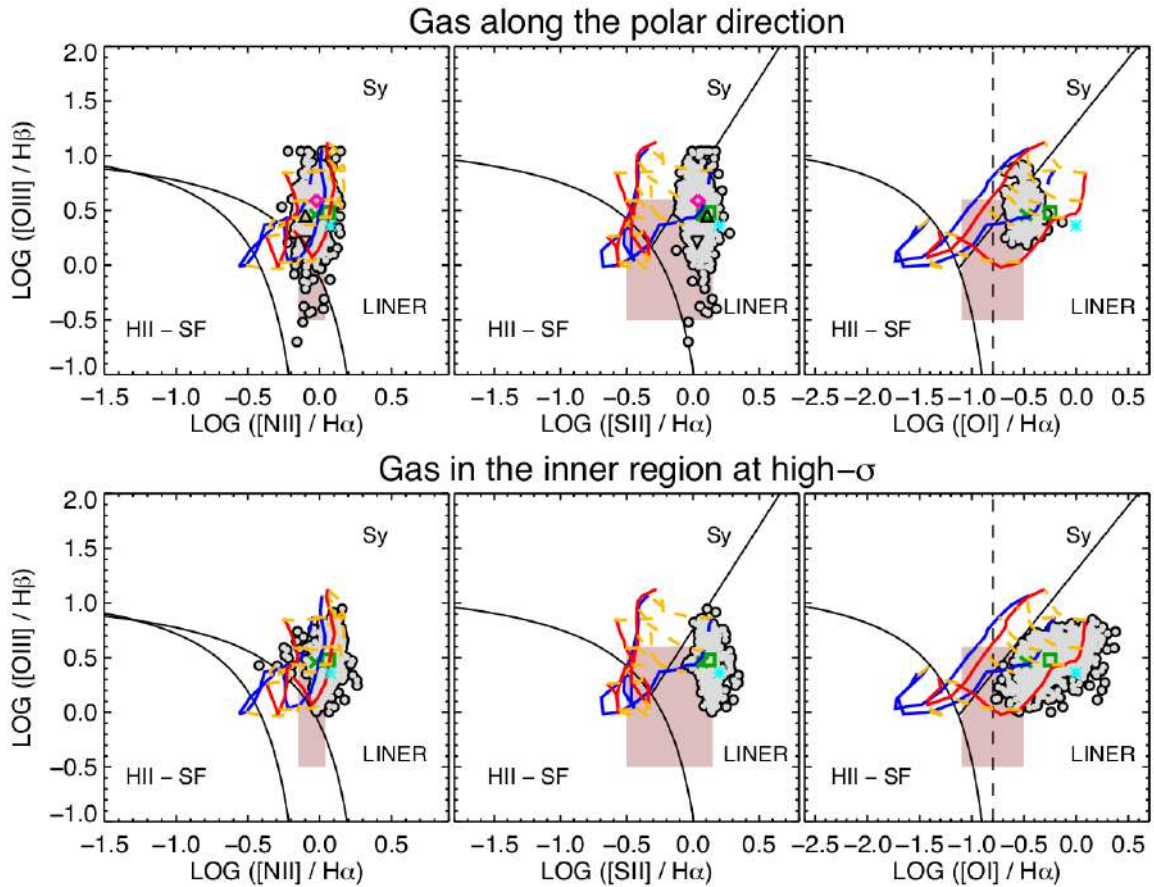 Gas along the polar direction
2.0
1.5
1.0
0.5
0.0
−0.5
−1.0
LOG ([OIII] / Hβ)
Sy
LINER
HII − SF
Sy
LINER
HII − SF
Sy
LINER
HII − SF
−1.5 −1.0 −0.5 0.0 0.5
−1.5 −1.0 −0.5 0.0 0.5
−2.5 −2.0 −1.5 −1.0 −0.5 0.0 0.5
LOG ([NII] / Hα)
LOG ([SII] / Hα)
LOG ([OI] / Hα)
Gas in the inner region at high−σ
2.0
1.5
1.0
0.5
0.0
−0.5
−1.0
LOG ([OIII] / Hβ)
Sy
LINER
HII − SF
Sy
LINER
HII − SF
Sy
LINER
HII − SF
−1.5 −1.0 −0.5 0.0 0.5
−1.5 −1.0 −0.5 0.0 0.5
−2.5 −2.0 −1.5 −1.0 −0.5 0.0 0.5
LOG ([NII] / Hα)
LOG ([SII] / Hα)
LOG ([OI] / Hα)